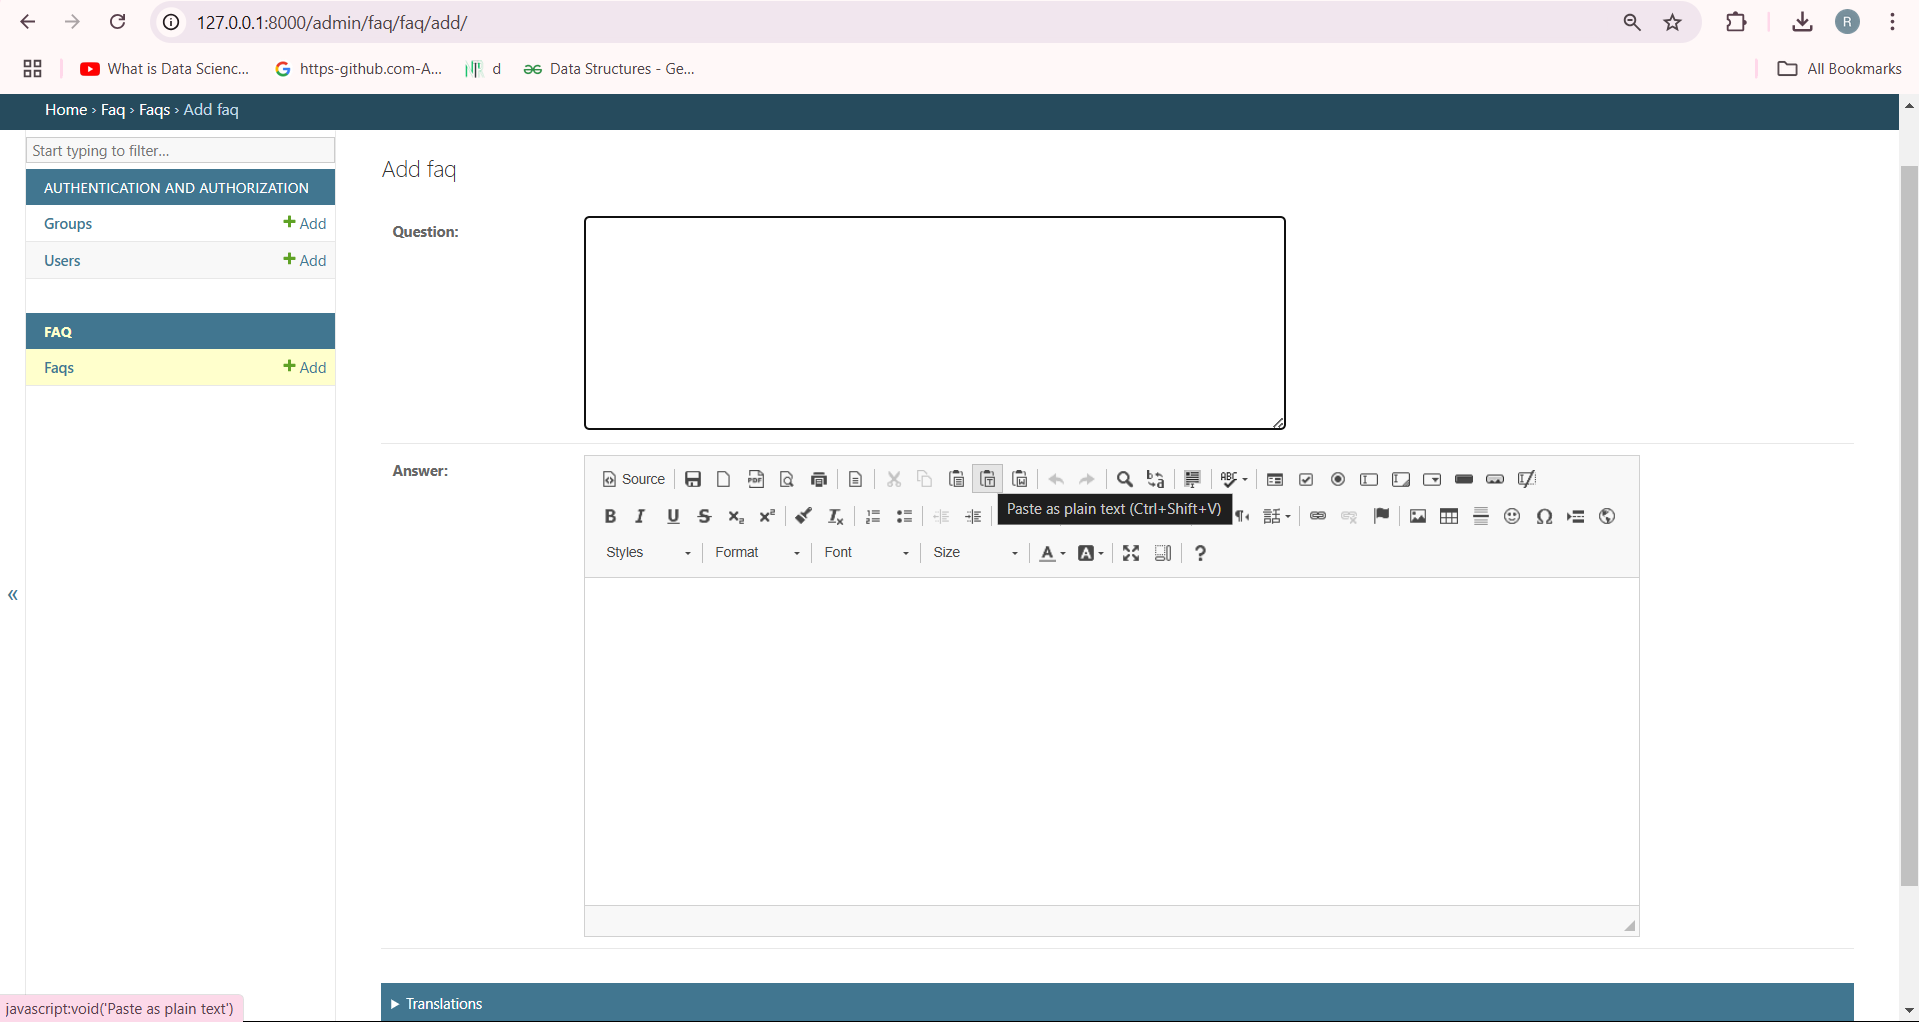 127.0.0.1:8000/admin/faq/faq/add/
R
What is Data Scienc...
https-github.com-A...
d
Data Structures - Ge...
All Bookmarks
Home › Faq › Faqs › Add faq
Start typing to filter...
AUTHENTICATION AND AUTHORIZATION
Groups
Add
Users
Add
FAQ
Faqs
Add
Add faq
Question:
Answer:
Source
Paste as plain text (Ctrl+Shift+V)
Styles
Format
Font
Size
«
Translations
javascript:void('Paste as plain text')